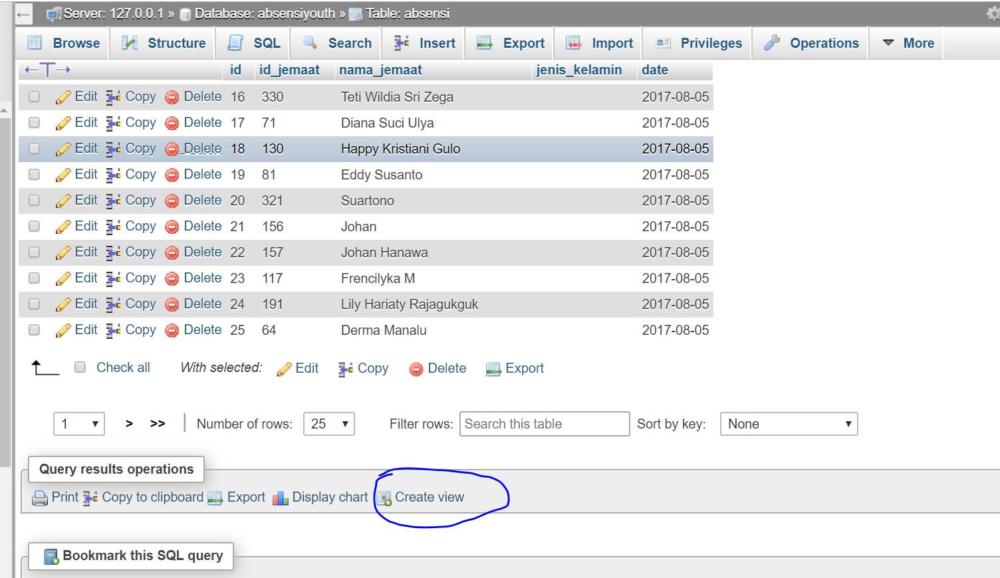 Server: 127.0.0.1 » Database: absensiyouth » Table: absensi
Browse Structure SQL Search Insert Export Import Privileges Operations More
id id_jemaat nama_jemaat jenis_kelamin date
Edit Copy Delete 16 330 Teti Wildia Sri Zega 2017-08-05
Edit Copy Delete 17 71 Diana Suci Ulya 2017-08-05
Edit Copy Delete 18 130 Happy Kristiani Gulo 2017-08-05
Edit Copy Delete 19 81 Eddy Susanto 2017-08-05
Edit Copy Delete 20 321 Suartono 2017-08-05
Edit Copy Delete 21 156 Johan 2017-08-05
Edit Copy Delete 22 157 Johan Hanawa 2017-08-05
Edit Copy Delete 23 117 Frencilyka M 2017-08-05
Edit Copy Delete 24 191 Lily Hariaty Rajagukguk 2017-08-05
Edit Copy Delete 25 64 Derma Manalu 2017-08-05
Check all With selected: Edit Copy Delete Export
1 > >> Number of rows: 25 Filter rows: Search this table Sort by key: None
Query results operations
Print Copy to clipboard Export Display chart Create view
Bookmark this SQL query